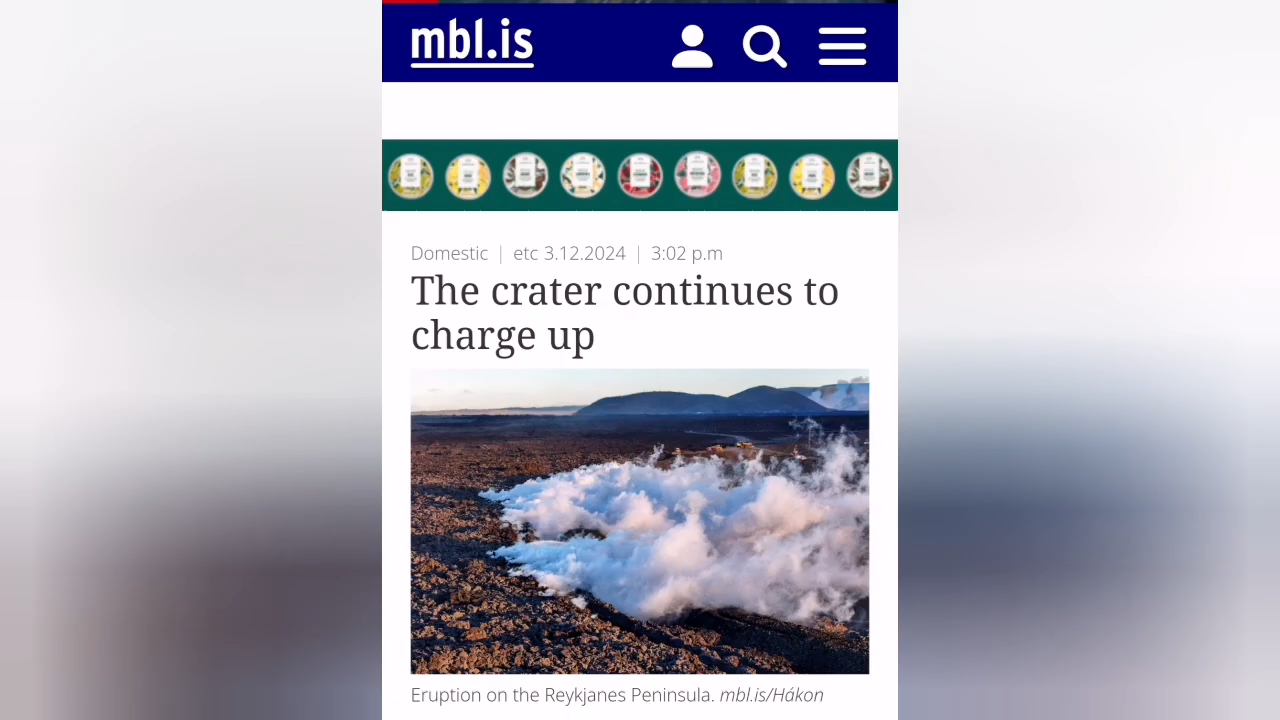 mbl.is
Domestic | etc 3.12.2024 | 3:02 p.m
The crater continues to
charge up
Eruption on the Reykjanes Peninsula. mbl.is/Hákon